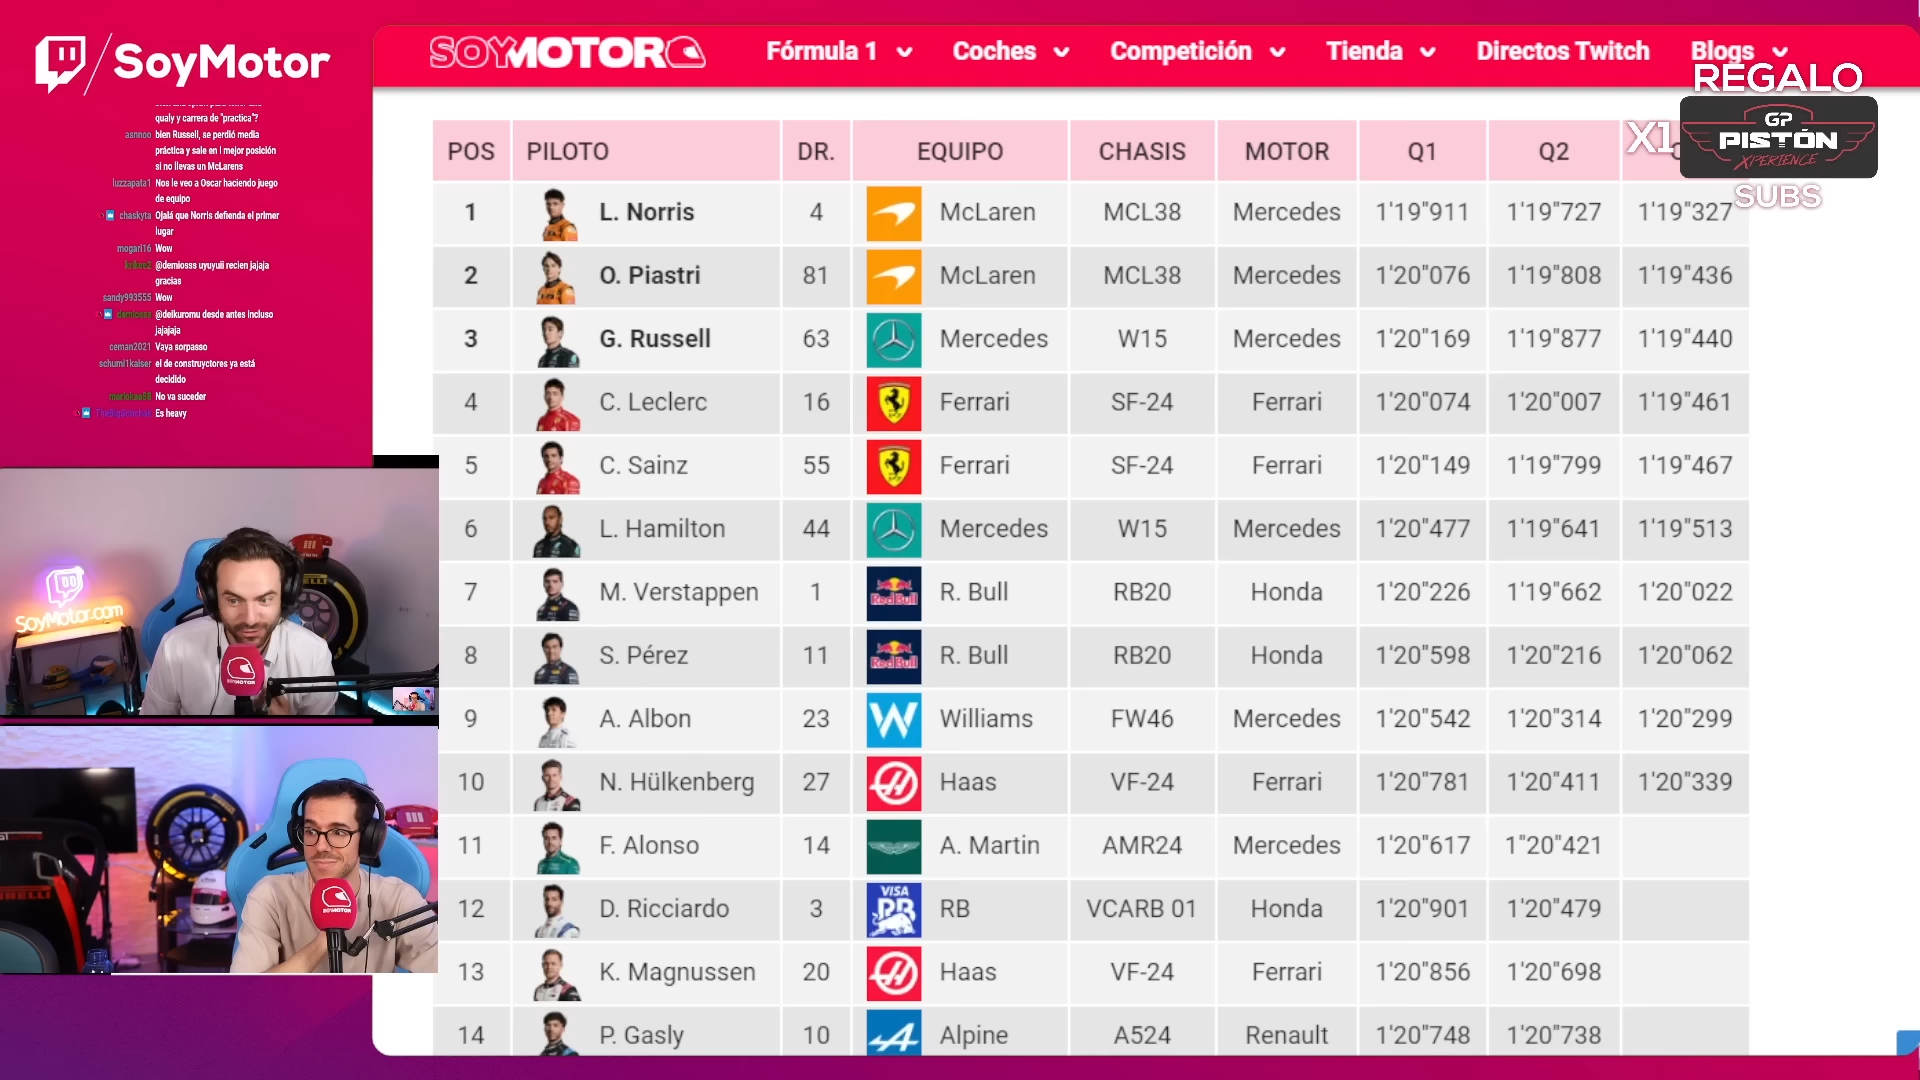 SoyMotor
qualy y carrera de "practica"?
asnnoo bien Russell, se perdió media
práctica y sale en l mejor posición
si no llevas un McLarens
luzzapata1 Nos le veo a Oscar haciendo juego
de equipo
chaskyta Ojalá que Norris defienda el primer
lugar
mogari16 Wow
@demiosss uyuyuii recien jajaja
gracias
sandy993555 Wow
demiosss @deikuromu desde antes incluso
jajajaja
ceman2021 Vaya sorpasso
schumi1kaiser el de construyctores ya está
decidido
No va suceder
Es heavy
SOYMOTOR Fórmula 1 Coches Competición Tienda Directos Twitch Blogs
REGALO
X1 GP
PISTÓN
XPERIENCE
SUBS
POS PILOTO DR. EQUIPO CHASIS MOTOR Q1 Q2
1 L. Norris 4 McLaren MCL38 Mercedes 1'19"911 1'19"727 1'19"327
2 O. Piastri 81 McLaren MCL38 Mercedes 1'20"076 1'19"808 1'19"436
3 G. Russell 63 Mercedes W15 Mercedes 1'20"169 1'19"877 1'19"440
4 C. Leclerc 16 Ferrari SF-24 Ferrari 1'20"074 1'20"007 1'19"461
5 C. Sainz 55 Ferrari SF-24 Ferrari 1'20"149 1'19"799 1'19"467
6 L. Hamilton 44 Mercedes W15 Mercedes 1'20"477 1'19"641 1'19"513
7 M. Verstappen 1 Red Bull R. Bull RB20 Honda 1'20"226 1'19"662 1'20"022
8 S. Pérez 11 Red Bull R. Bull RB20 Honda 1'20"598 1'20"216 1'20"062
9 A. Albon 23 Williams FW46 Mercedes 1'20"542 1'20"314 1'20"299
10 N. Hülkenberg 27 Haas VF-24 Ferrari 1'20"781 1'20"411 1'20"339
11 F. Alonso 14 A. Martin AMR24 Mercedes 1'20"617 1"20"421
12 D. Ricciardo 3 VISA RB RB VCARB 01 Honda 1'20"901 1'20"479
13 K. Magnussen 20 Haas VF-24 Ferrari 1'20"856 1'20"698
14 P. Gasly 10 Alpine A524 Renault 1'20"748 1'20"738
SoyMotor.com
SOYMOTOR
SOYMOTOR